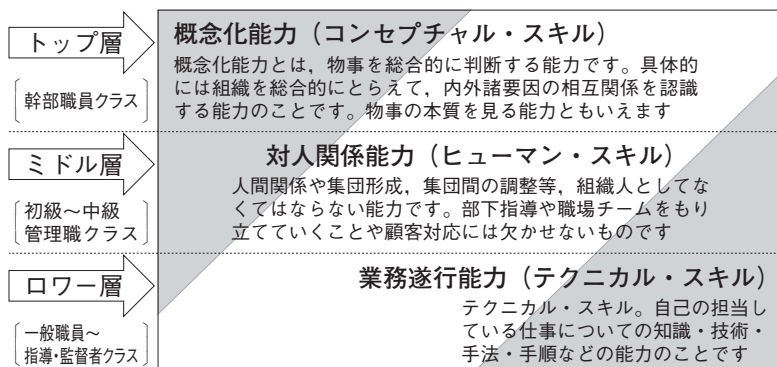 トップ層
幹部職員クラス
概念化能力（コンセプチャル・スキル）
概念化能力とは，物事を総合的に判断する能力です。具体的
には組織を総合的にとらえて，内外諸要因の相互関係を認識
する能力のことです。物事の本質を見る能力ともいえます
ミドル層
初級～中級
管理職クラス
対人関係能力（ヒューマン・スキル）
人間関係や集団形成，集団間の調整等，組織人としてな
くてはならない能力です。部下指導や職場チームをもり
立てていくことや顧客対応には欠かせないものです
ロワー層
一般職員～
指導・監督者クラス
業務遂行能力（テクニカル・スキル）
テクニカル・スキル。自己の担当し
ている仕事についての知識・技術・
手法・手順などの能力のことです